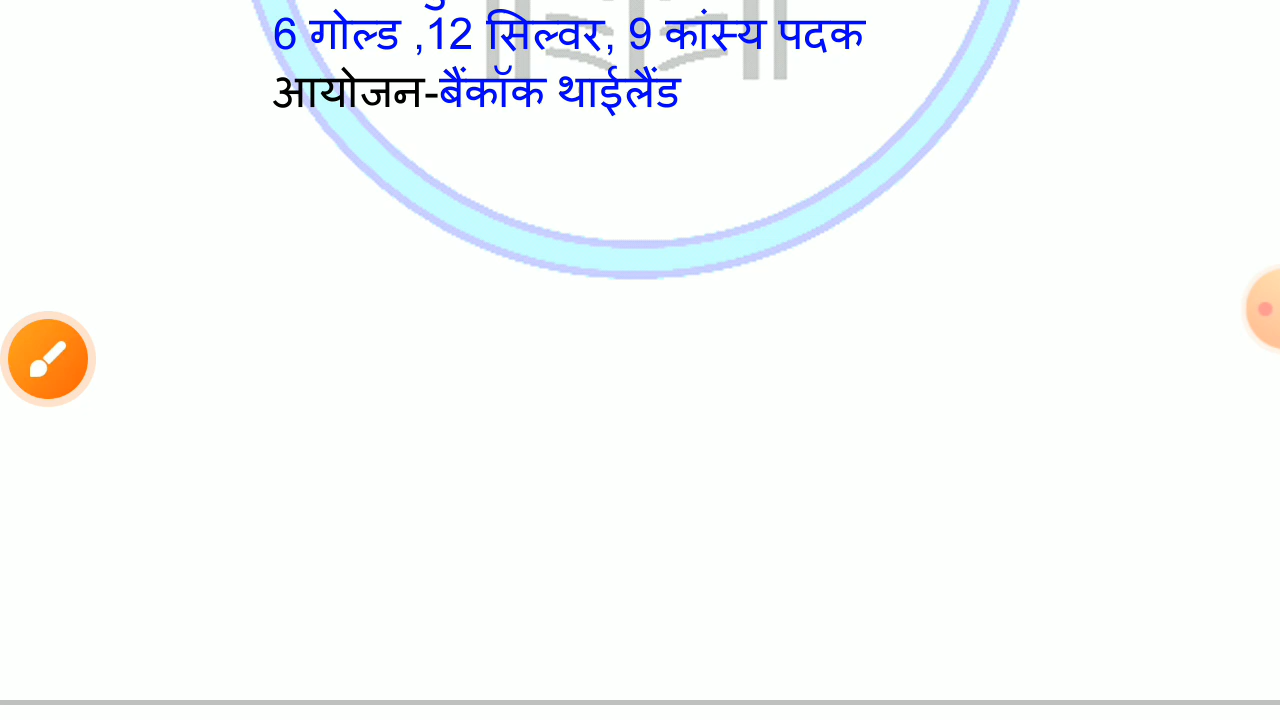 6 गोल्ड ,12 सिल्वर, 9 कांस्य पदक
आयोजन-बैंकॉक थाईलैंड